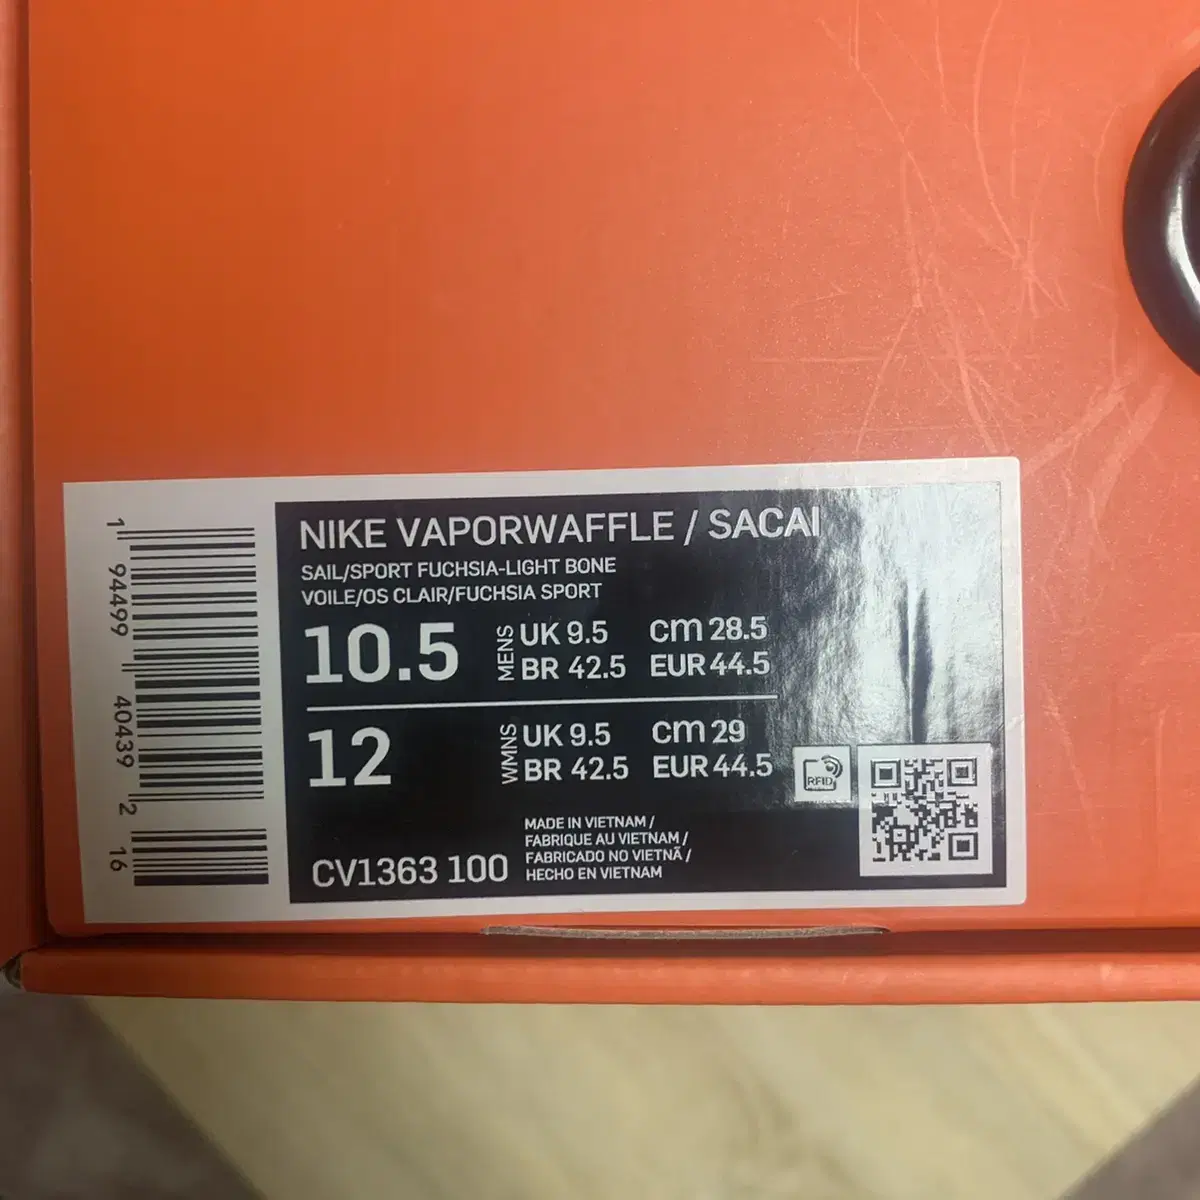 NIKE VAPORWAFFLE / SACAI
SAIL/SPORT FUCHSIA-LIGHT BONE
VOILE/OS CLAIR/FUCHSIA SPORT
10.5 MENS UK 9.5 cm 28.5
BR 42.5 EUR 44.5
12 WMNS UK 9.5 cm 29
BR 42.5 EUR 44.5
RFID
MADE IN VIETNAM /
FABRIQUE AU VIETNAM /
FABRICADO NO VIETNÃ /
HECHO EN VIETNAM
CV1363 100
1 94499 40439 2 16